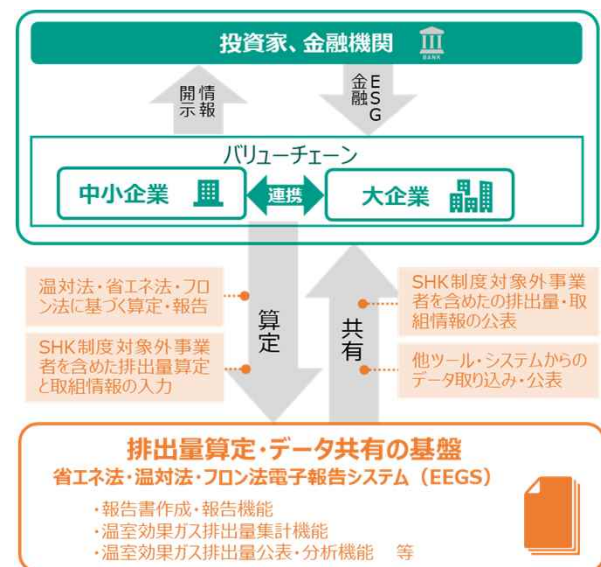 投資家、金融機関
BANK
情報
開示
ESG
金融
バリューチェーン
中小企業
連携
大企業
温対法・省エネ法・フロ
ン法に基づく算定・報告
SHK制度対象外事業
者を含めた排出量算定
と取組情報の入力
算定
共有
SHK制度対象外事業
者を含めたの排出量・取
組情報の公表
他ツール・システムからの
データ取り込み・公表
排出量算定・データ共有の基盤
省エネ法・温対法・フロン法電子報告システム（EEGS）
・報告書作成・報告機能
・温室効果ガス排出量集計機能
・温室効果ガス排出量公表・分析機能　等